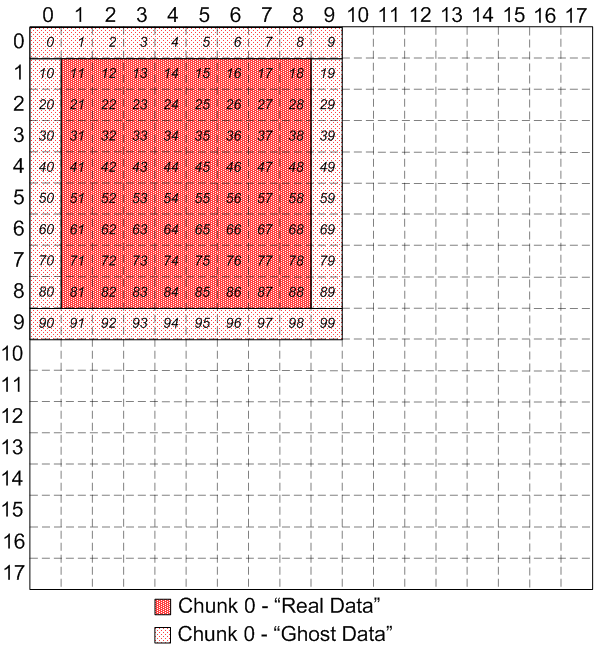 0 1 2 3 4 5 6 7 8 9 10 11 12 13 14 15 16 17
0 0 1 2 3 4 5 6 7 8 9
1 10 11 12 13 14 15 16 17 18 19
2 20 21 22 23 24 25 26 27 28 29
3 30 31 32 33 34 35 36 37 38 39
4 40 41 42 43 44 45 46 47 48 49
5 50 51 52 53 54 55 56 57 58 59
6 60 61 62 63 64 65 66 67 68 69
7 70 71 72 73 74 75 76 77 78 79
8 80 81 82 83 84 85 86 87 88 89
9 90 91 92 93 94 95 96 97 98 99
10
11
12
13
14
15
16
17
Chunk 0 - “Real Data”
Chunk 0 - “Ghost Data”